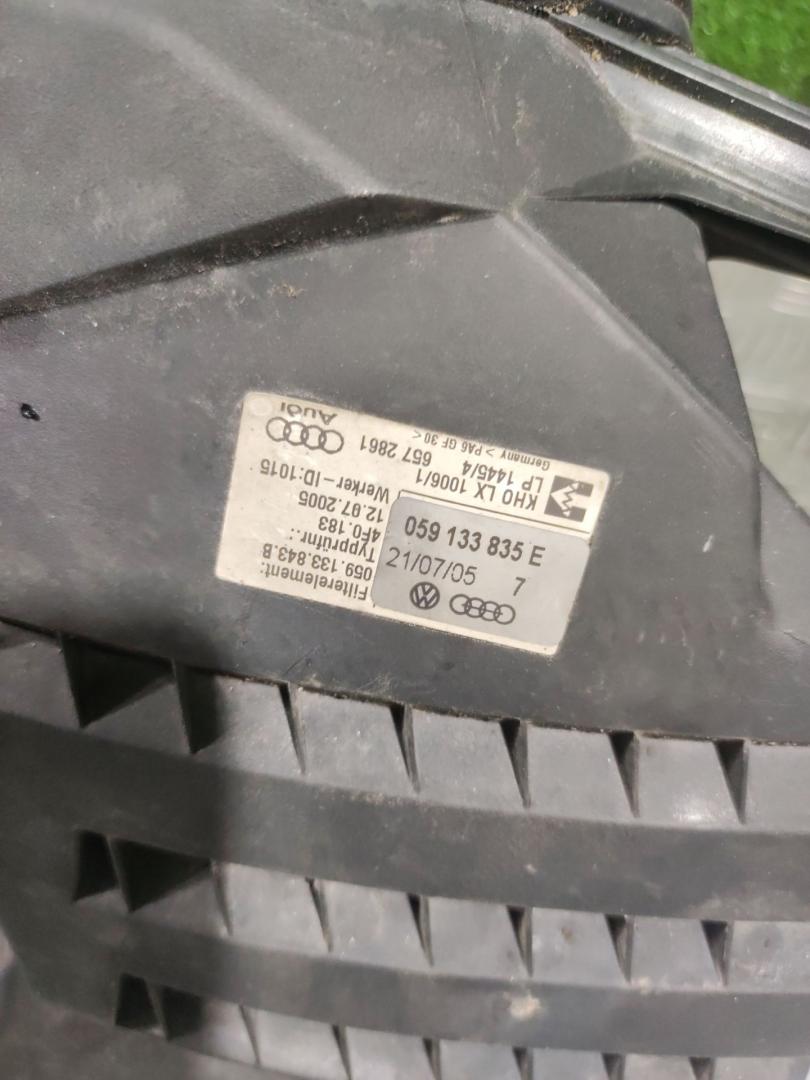 059 133 835 E
21/07/05 7
Filterelement:
059.133.843.B
Typprüfnr.:
4F0.183
12.07.2005
Werker-ID:1015
KHO LX 1006/1
LP 1445/4
Germany > PA6 GF 30 <
657 2861
Audi